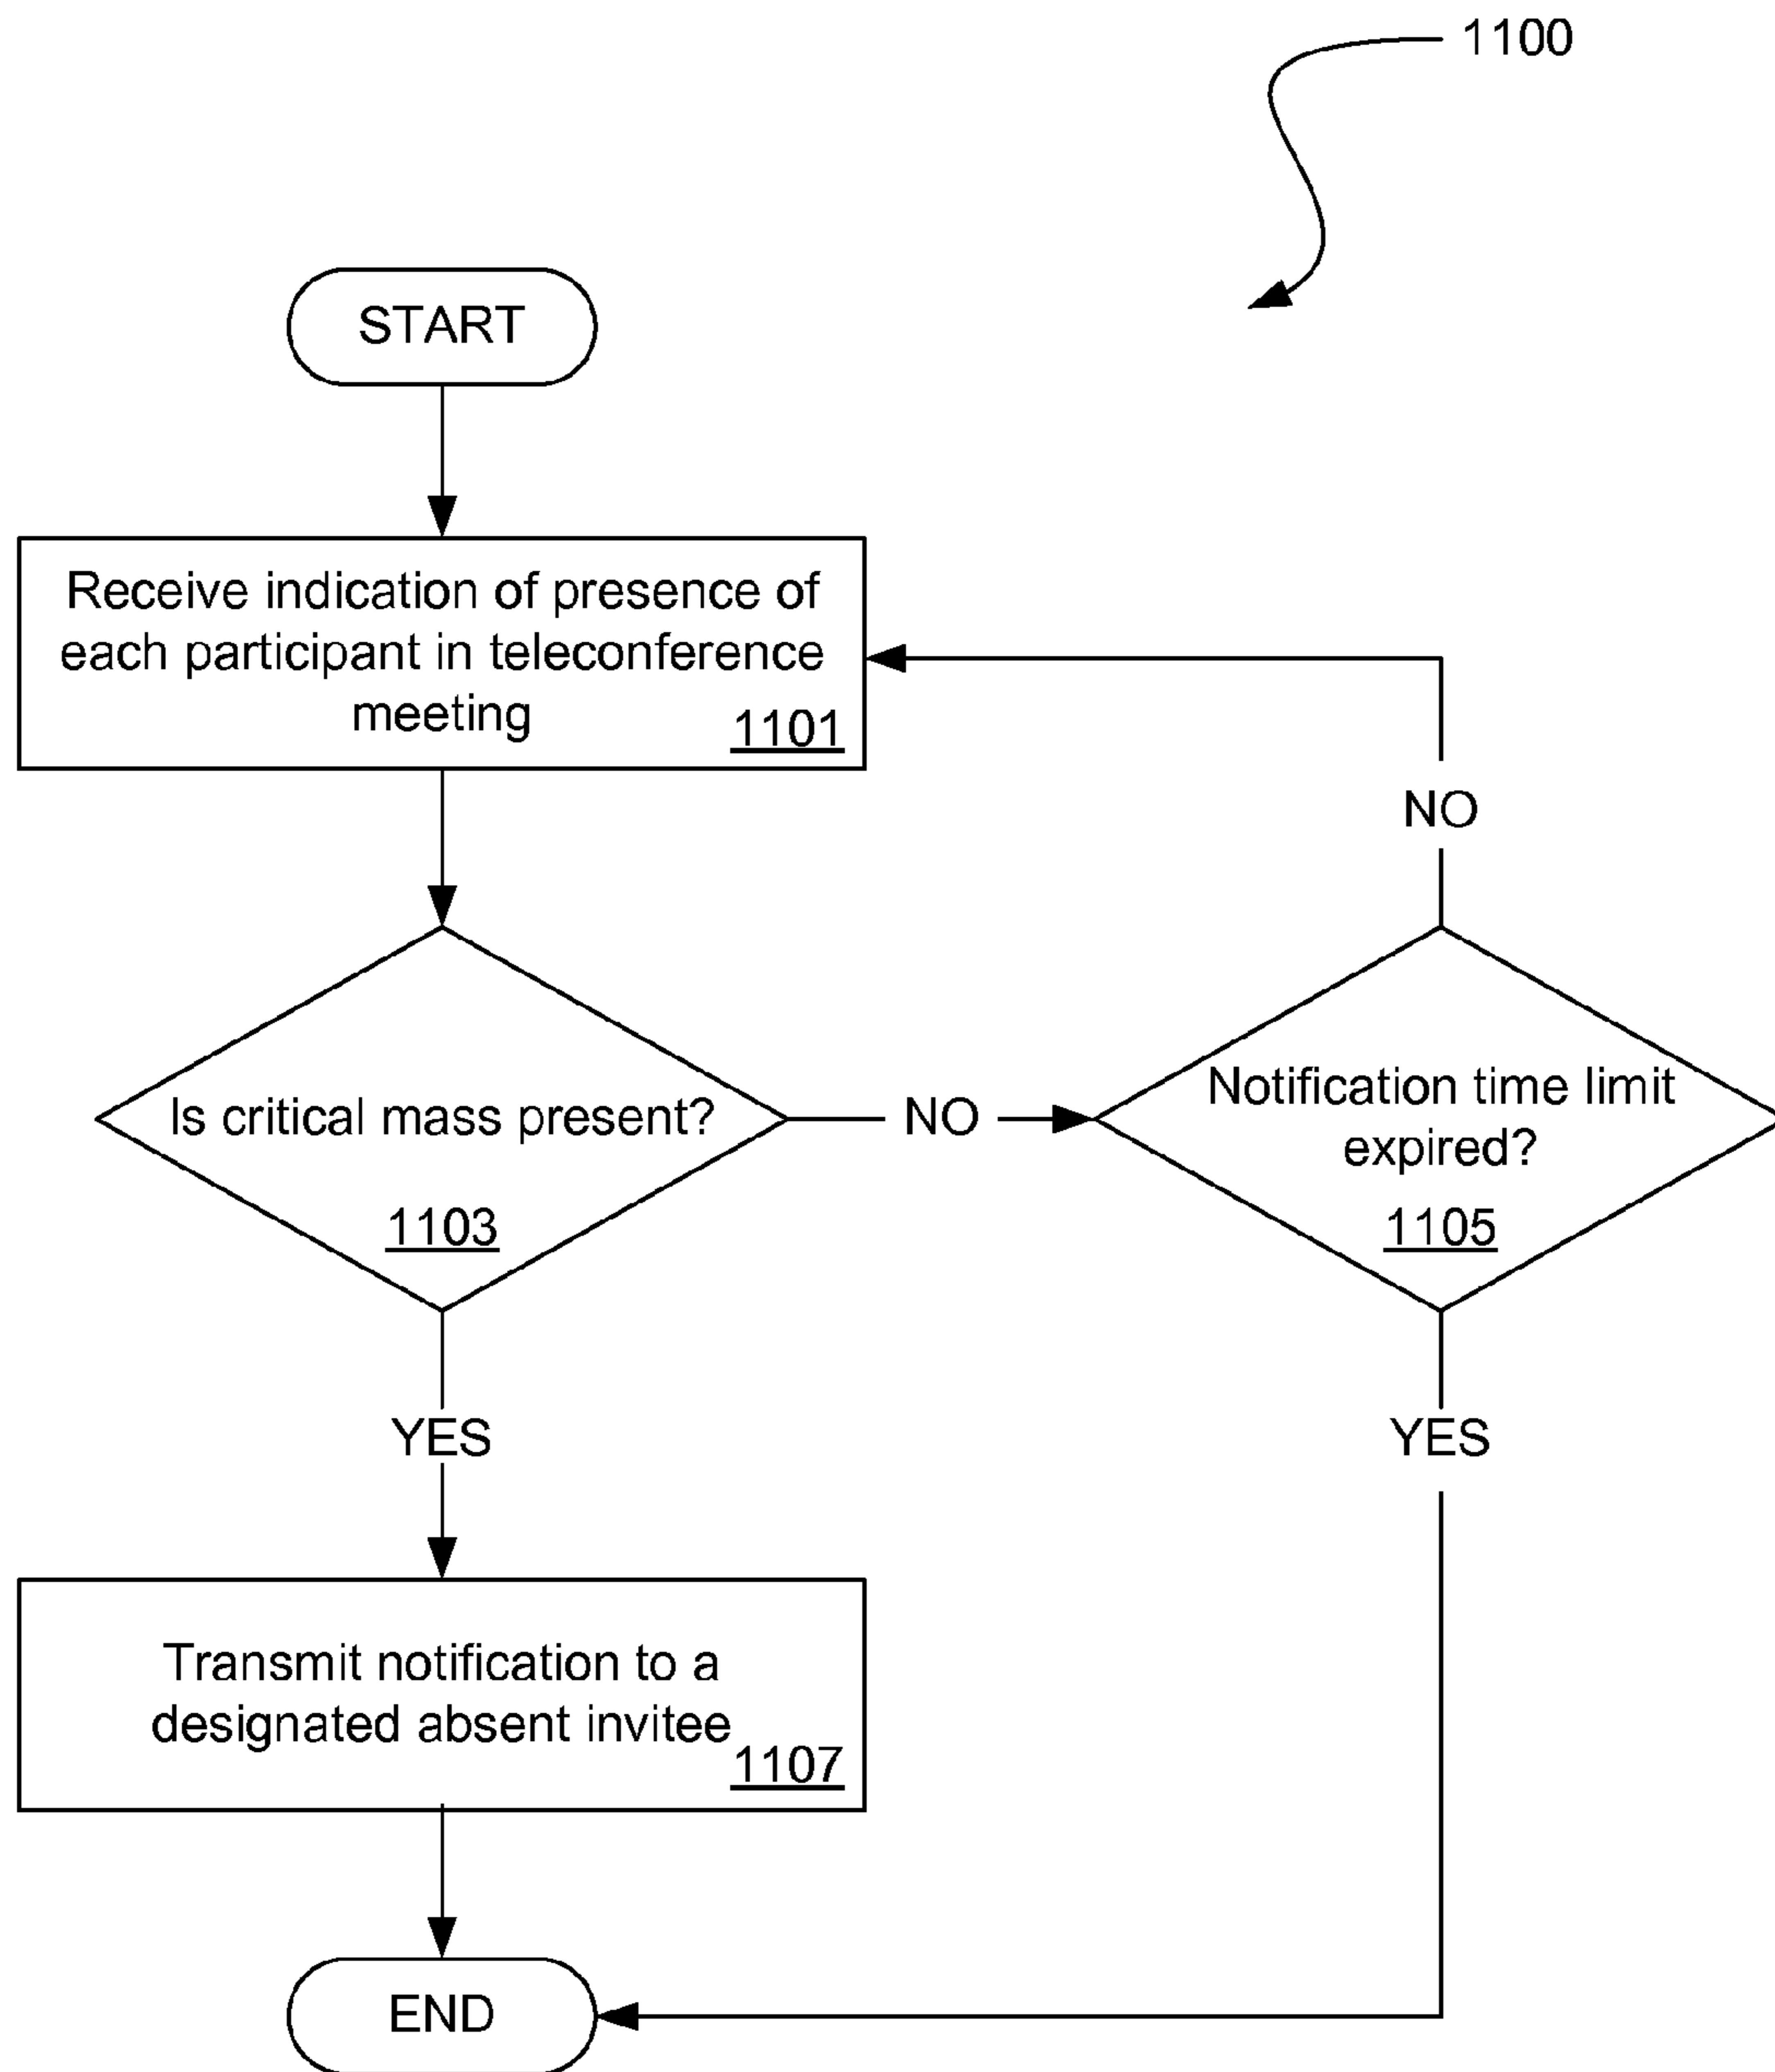 1100
START
Receive indication of presence of
each participant in teleconference
meeting
1101
NO
Is critical mass present?
1103
NO
Notification time limit
expired?
1105
YES
YES
Transmit notification to a
designated absent invitee
1107
END